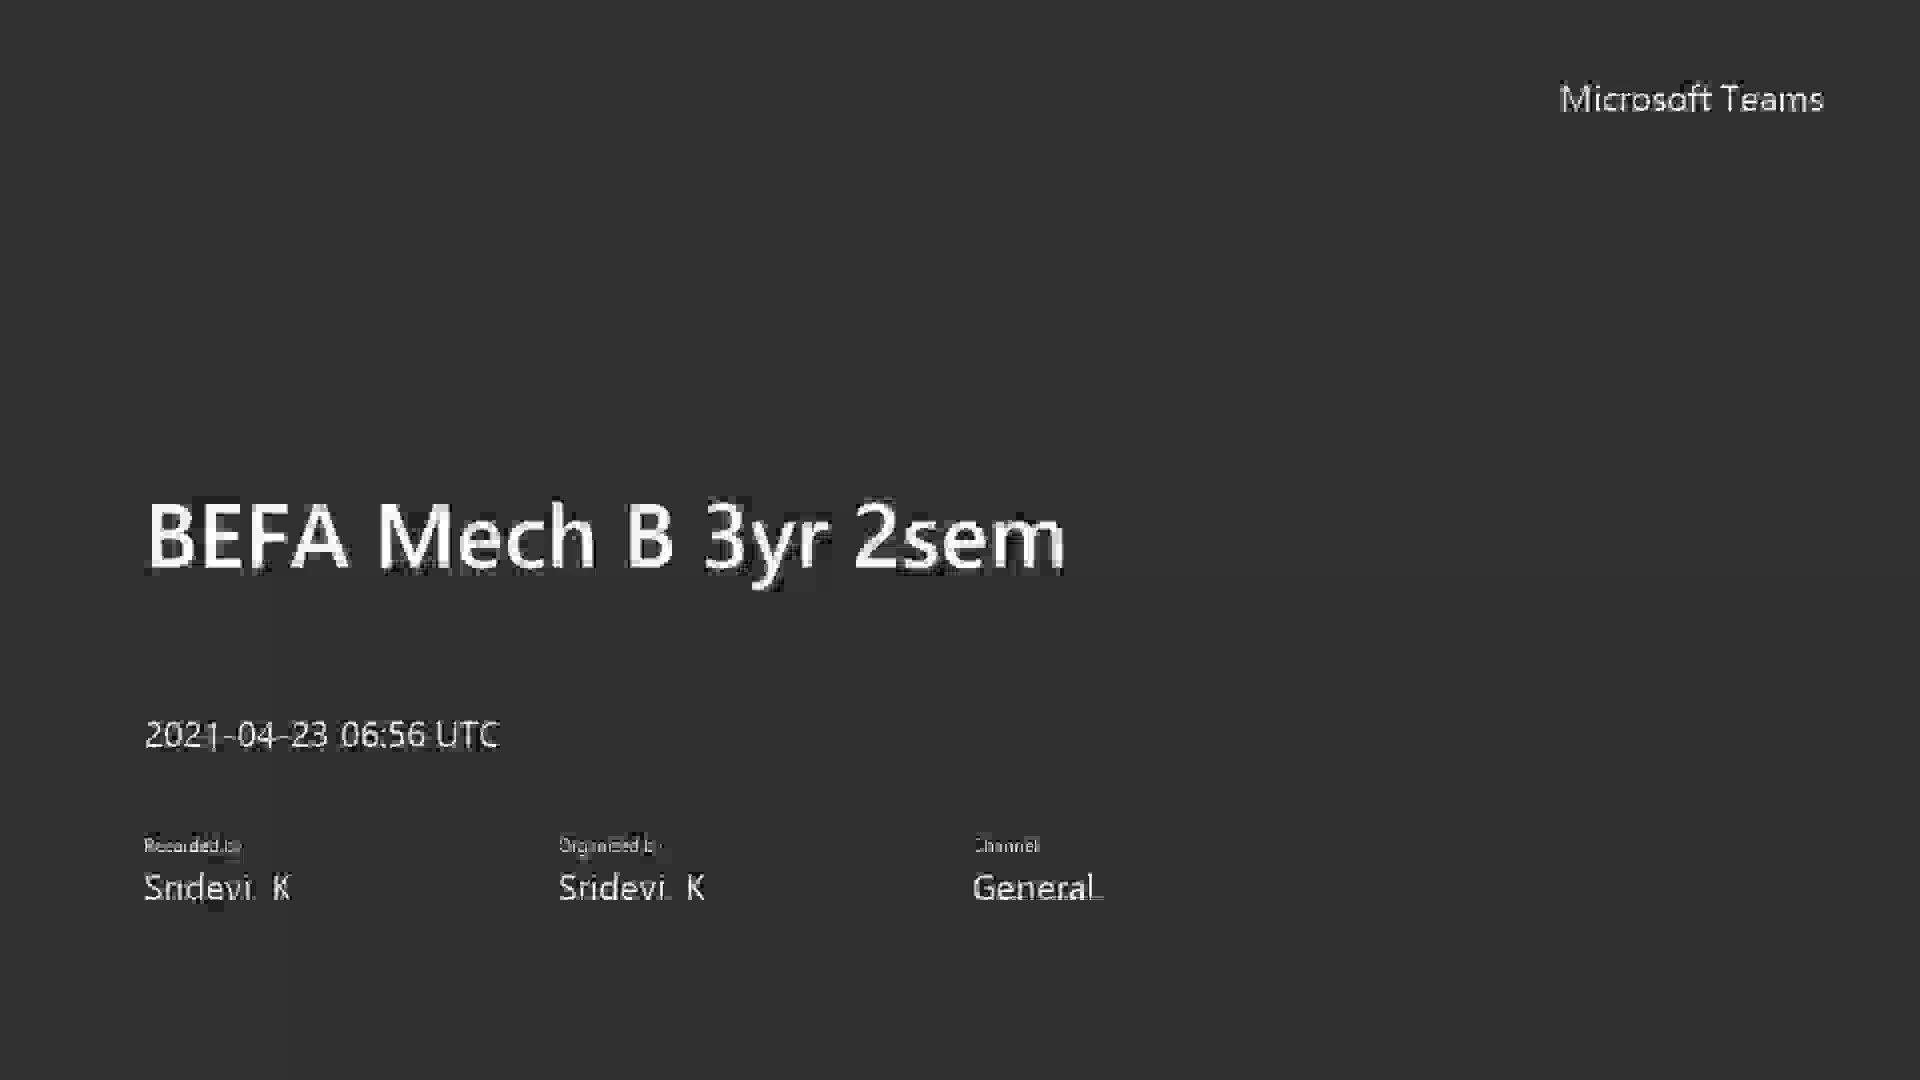 Microsoft Teams
BEFA Mech B 3yr 2sem
2021-04-23 06:56 UTC
Recorded by Organized by Channel
Sridevi. K Sridevi. K General